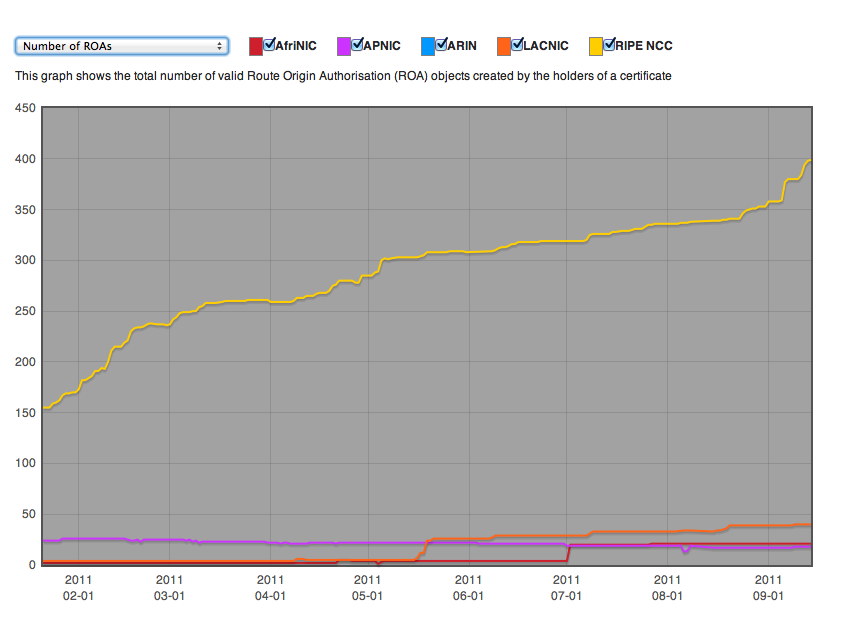 Number of ROAs AfriNIC APNIC ARIN LACNIC RIPE NCC
This graph shows the total number of valid Route Origin Authorisation (ROA) objects created by the holders of a certificate
450
400
350
300
250
200
150
100
50
0
2011 2011 2011 2011 2011 2011 2011 2011
02-01 03-01 04-01 05-01 06-01 07-01 08-01 09-01